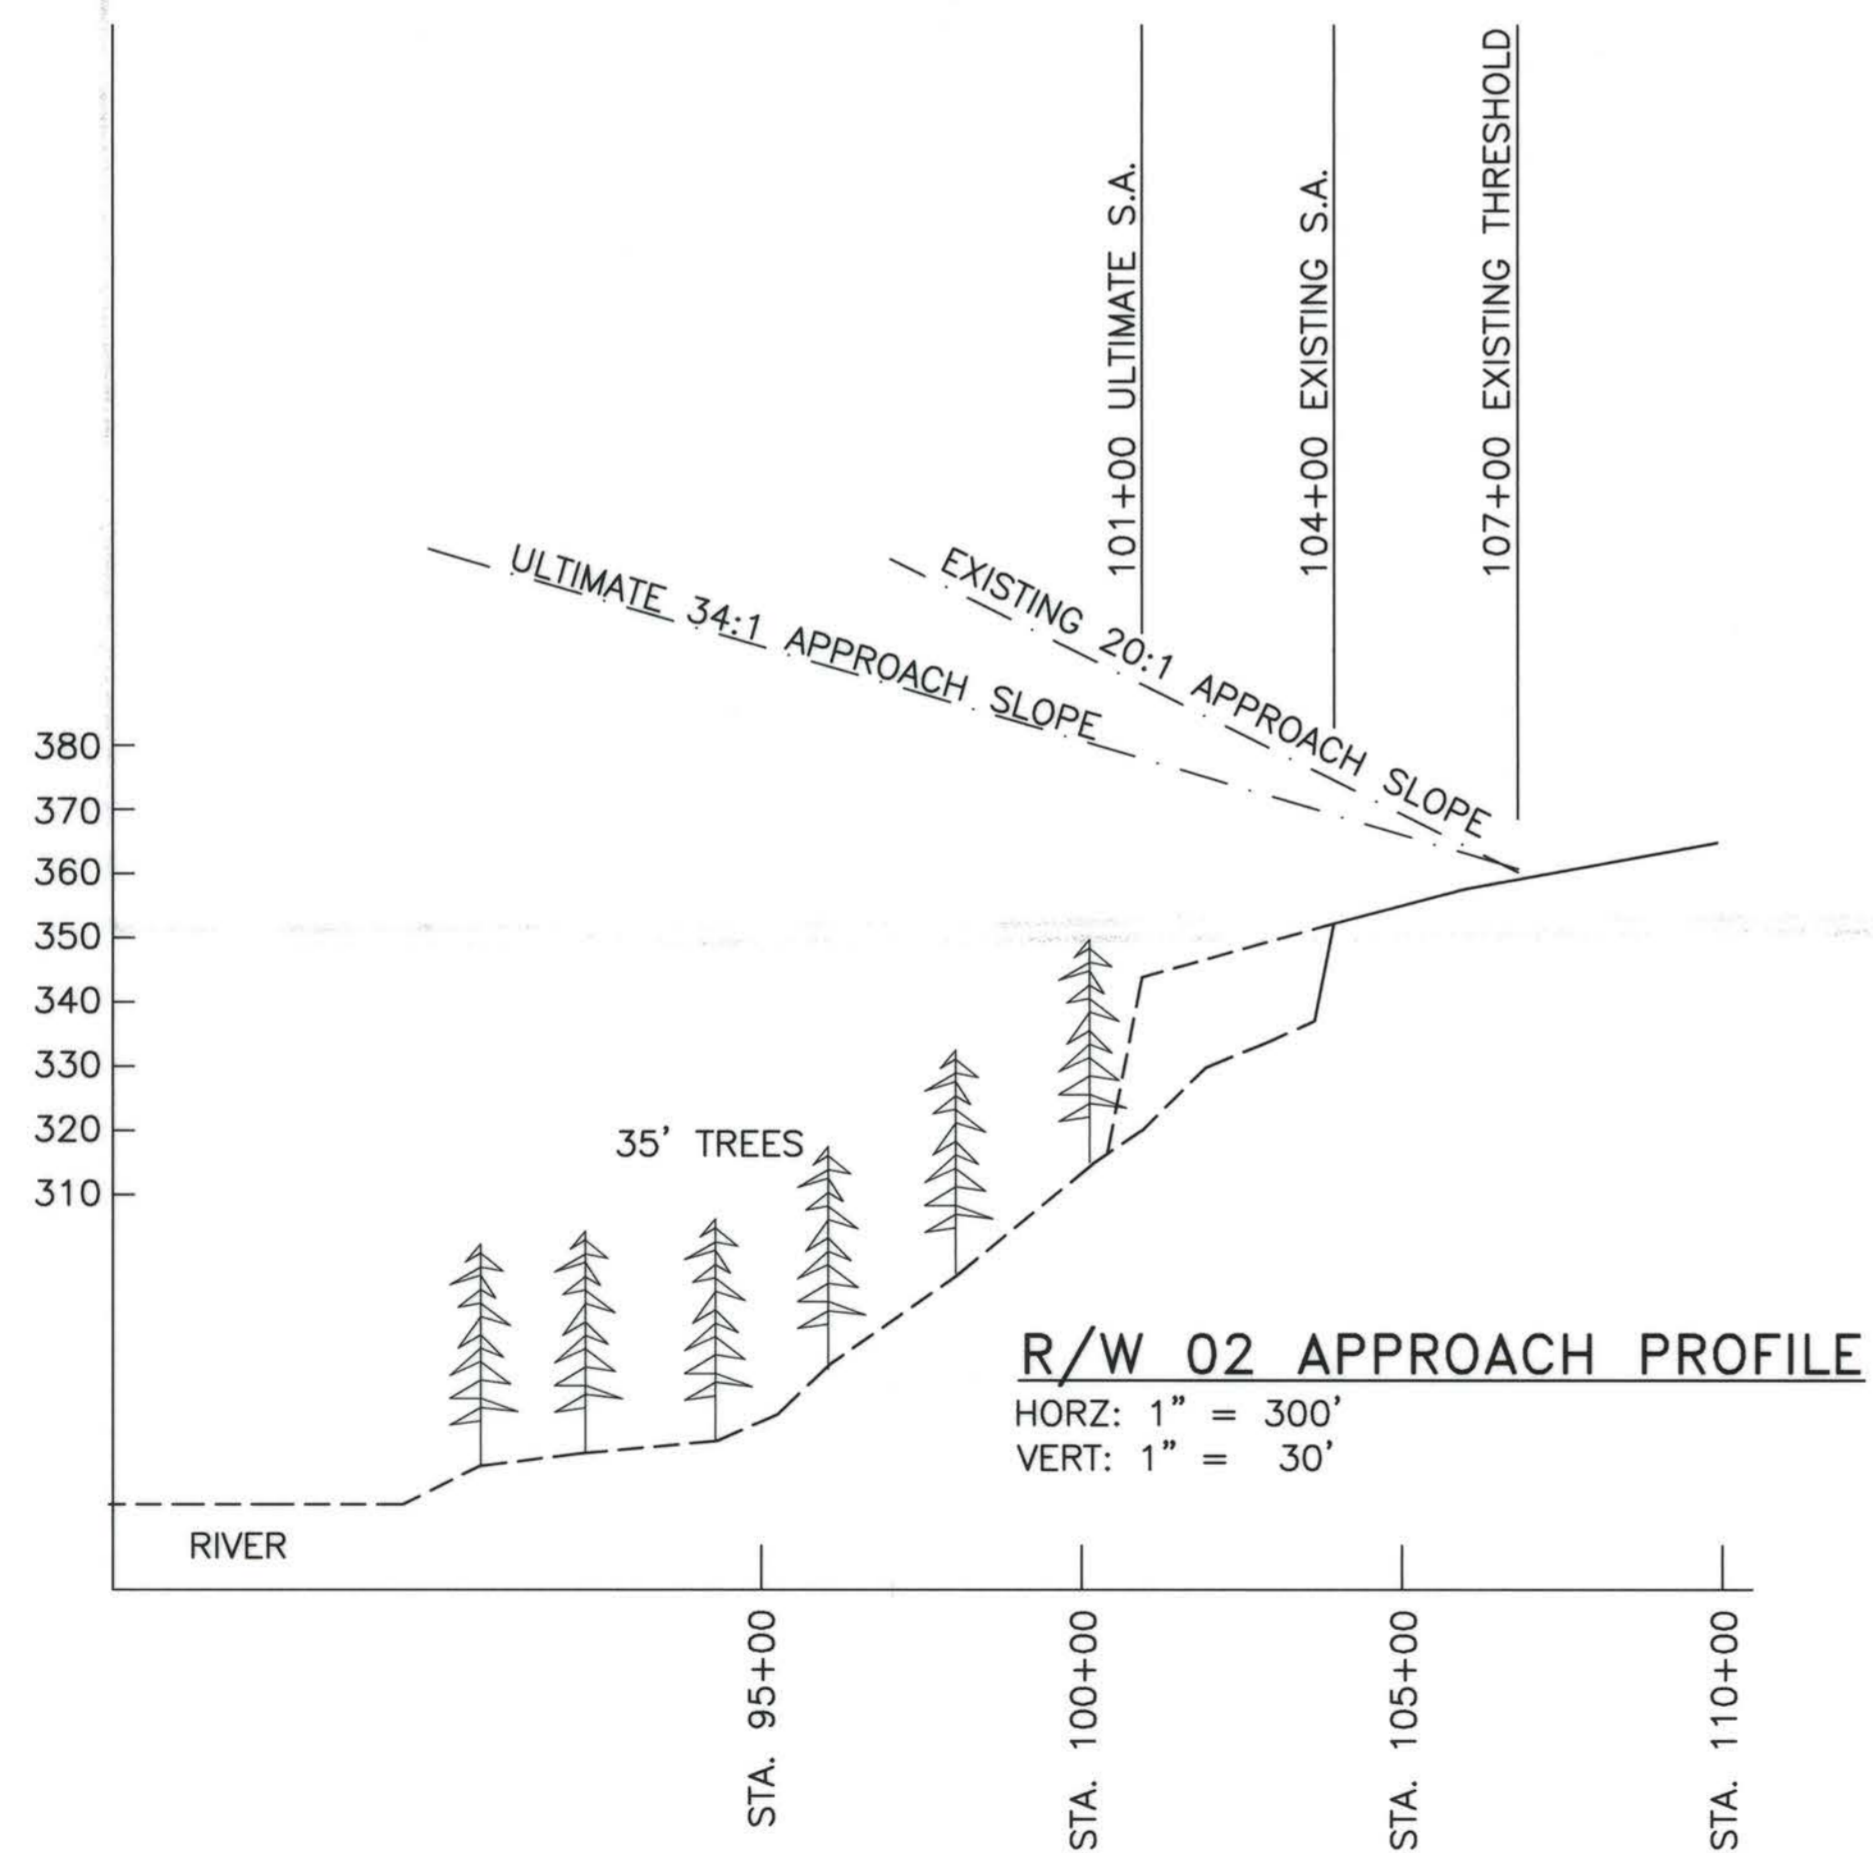 107+00 EXISTING THRESHOLD
104+00 EXISTING S.A.
101+00 ULTIMATE S.A.
ULTIMATE 34:1 APPROACH SLOPE
EXISTING 20:1 APPROACH SLOPE
380
370
360
350
340
330
320
310
35' TREES
R/W 02 APPROACH PROFILE
HORZ: 1" = 300'
VERT: 1" = 30'
RIVER
STA. 95+00
STA. 100+00
STA. 105+00
STA. 110+00